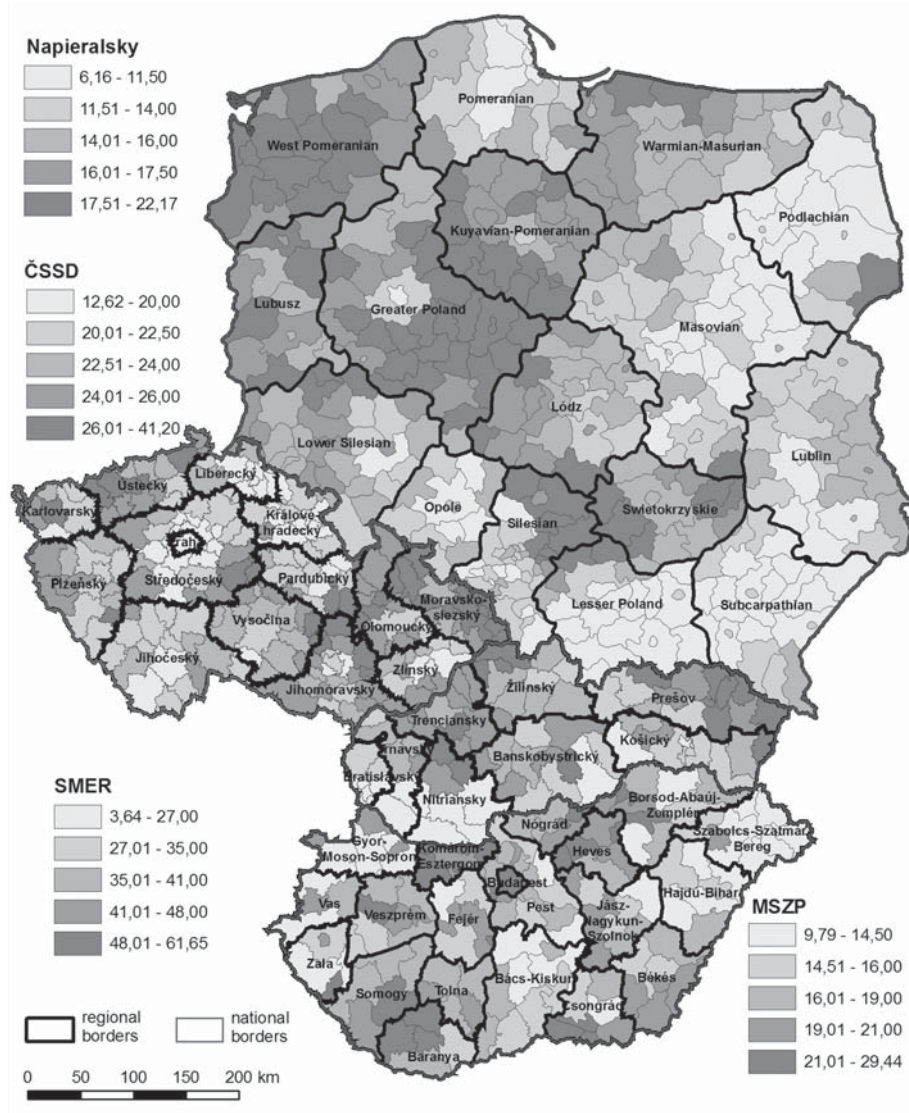 Napieralsky
6,16 - 11,50
11,51 - 14,00
14,01 - 16,00
16,01 - 17,50
17,51 - 22,17
Pomeranian
West Pomeranian
Warmian-Masurian
Podlachian
Kuyavian-Pomeranian
ČSSD
12,62 - 20,00
20,01 - 22,50
22,51 - 24,00
24,01 - 26,00
26,01 - 41,20
Lubusz
Greater Poland
Masovian
Lódz
Lower Silesian
Lublin
Opole
Silesian
Swietokrzyskie
Liberecký
Ústecký
Karlovarský
Králové-
hradecký
Prah
Plzeňský
Středočeský
Pardubický
Moravsko-
slezský
Lesser Poland
Subcarpathian
Vysočina
Olomoucký
Jihočeský
Zlínský
Jihomoravský
Žilinský
Prešov
Trenciansky
Banskobystrický
Košický
rnavský
Bratislavský
SMER
3,64 - 27,00
27,01 - 35,00
35,01 - 41,00
41,01 - 48,00
48,01 - 61,65
Nitriansky
Borsod-Abaúj-
Zemplén
Nógrád
Szabolcs-Szatmár
Bereg
Gyor-
Moson-Sopron
Komárom-
Esztergom
Heves
Budapest
Hajdú-Bihar
Pest
Jász-
Nagykun-
Szolnok
Vas
Veszprém
Fejér
MSZP
9,79 - 14,50
14,51 - 16,00
16,01 - 19,00
19,01 - 21,00
21,01 - 29,44
Zala
Bács-Kiskun
Békés
Somogy
Tolna
Csongrád
Baranya
regional
borders
national
borders
0 50 100 150 200 km